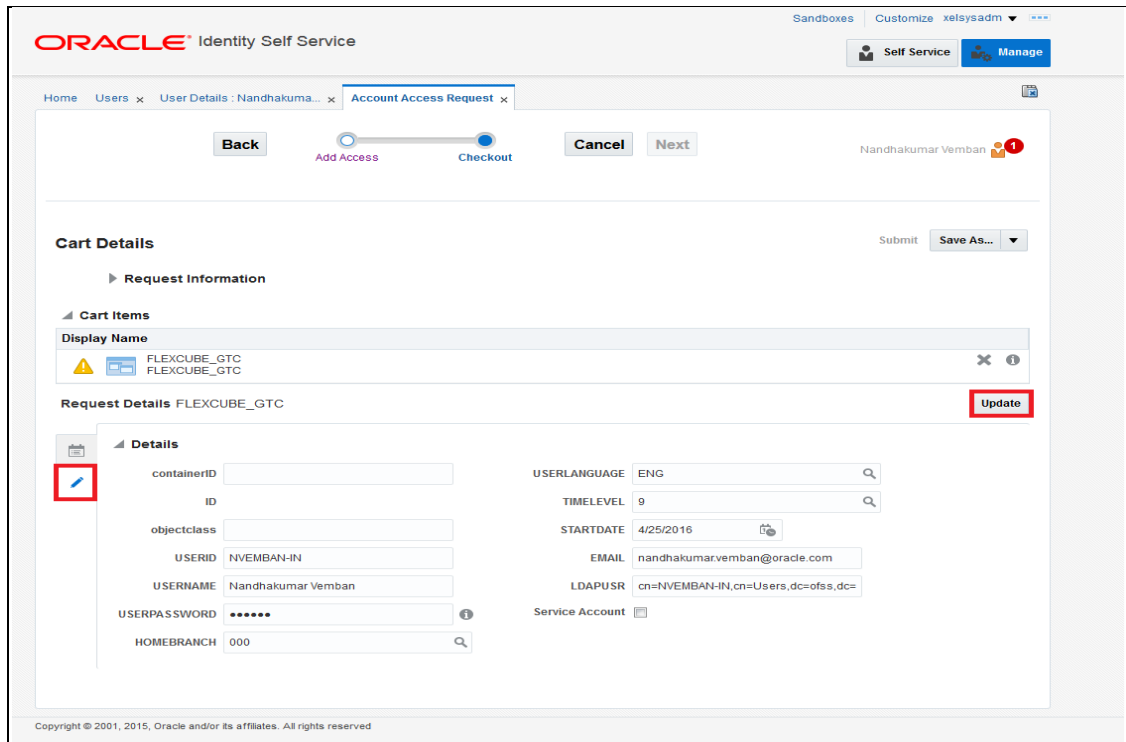 Sandboxes Customize xelsysadm
ORACLE Identity Self Service
Self Service Manage
Home Users x User Details : Nandhakuma... x Account Access Request x
Back Add Access Checkout Cancel Next Nandhakumar Vemban 1
Cart Details Submit Save As...
Request Information
Cart Items
Display Name
FLEXCUBE_GTC
FLEXCUBE_GTC
Request Details FLEXCUBE_GTC Update
Details
containerID USERLANGUAGE ENG
ID TIMELEVEL 9
objectclass STARTDATE 4/25/2016
USERID NVEMBAN-IN EMAIL nandhakumar.vemban@oracle.com
USERNAME Nandhakumar Vemban LDAPUSR cn=NVEMBAN-IN,cn=Users,dc=ofss,dc=
USERPASSWORD •••••• Service Account
HOMEBRANCH 000
Copyright © 2001, 2015, Oracle and/or its affiliates. All rights reserved